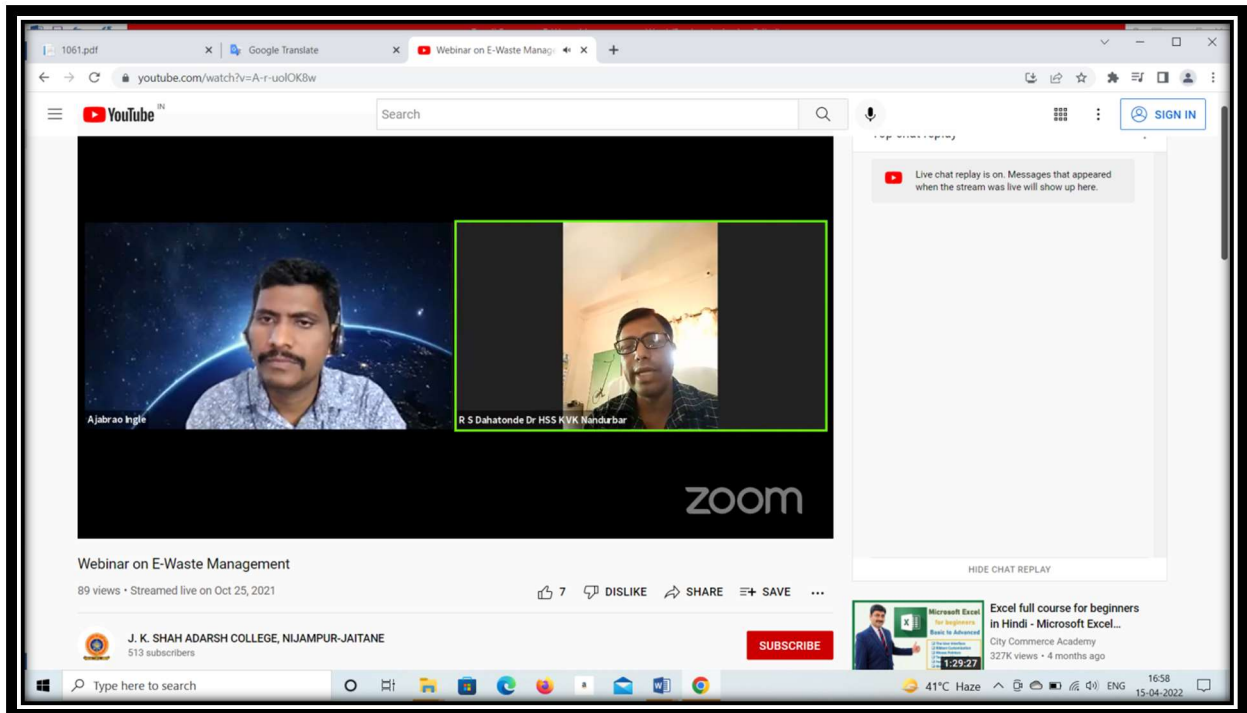 1061.pdf
Google Translate
Webinar on E-Waste Manag
youtube.com/watch?v=A-r-uolOK8w
YouTube IN
Search
SIGN IN
Live chat replay is on. Messages that appeared
when the stream was live will show up here.
Ajabrao Ingle
R S Dahatonde Dr HSS KVK Nandurbar
zoom
HIDE CHAT REPLAY
Webinar on E-Waste Management
89 views • Streamed live on Oct 25, 2021
7 DISLIKE SHARE SAVE
J. K. SHAH ADARSH COLLEGE, NIJAMPUR-JAITANE
513 subscribers
SUBSCRIBE
Microsoft Excel
for beginners
Basic to Advanced
1:29:27
Excel full course for beginners
in Hindi - Microsoft Excel...
City Commerce Academy
327K views • 4 months ago
Type here to search
41°C Haze
ENG
16:58
15-04-2022